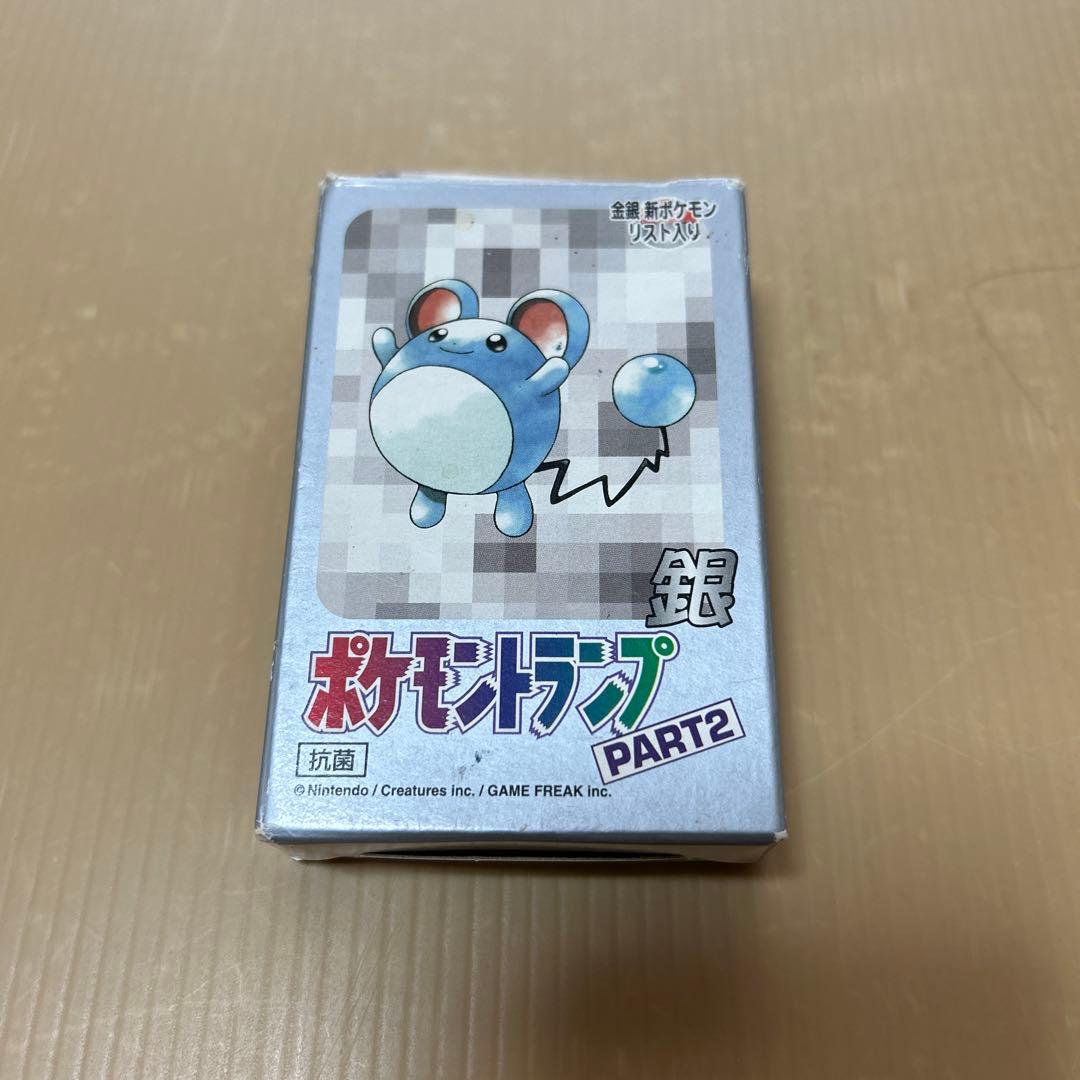 金銀 新ポケモン
リスト入り
銀
ポケモントランプ
PART2
抗菌
© Nintendo / Creatures inc. / GAME FREAK inc.